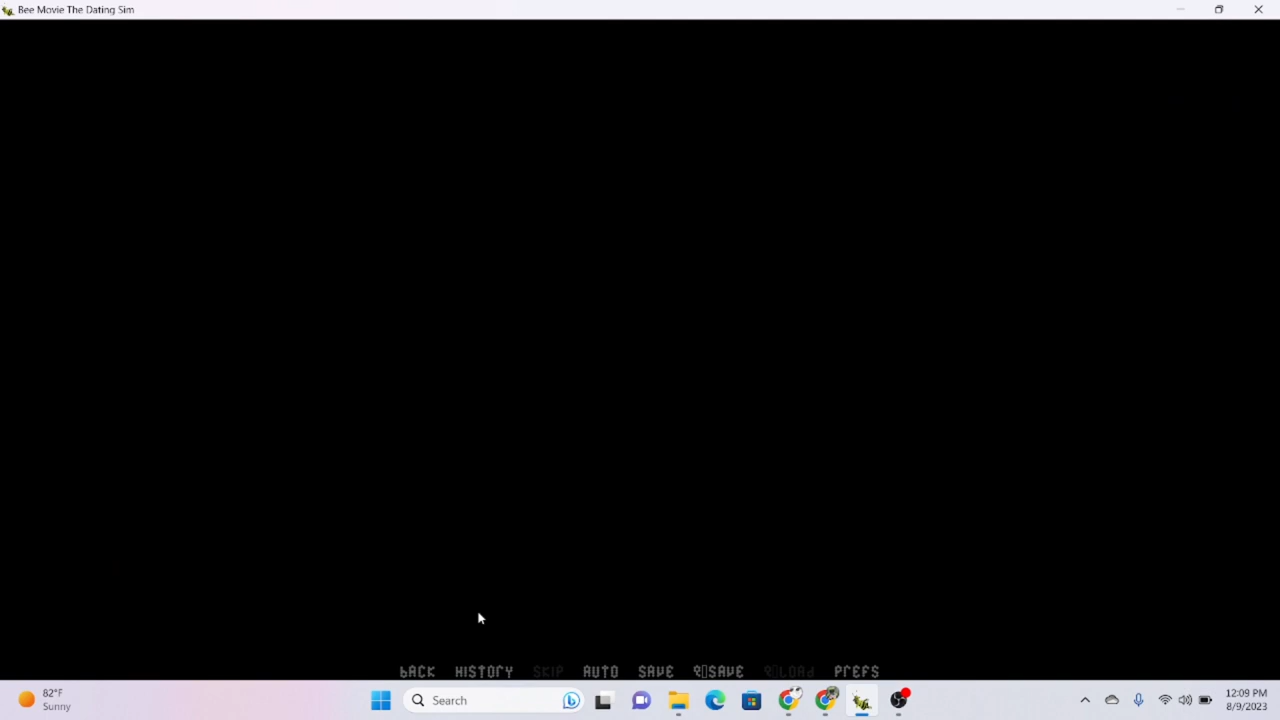 Bee Movie The Dating Sim
BACK HISTORY SKIP AUTO SAVE Q▯SAVE Q▯LOAD PREFS
82°F
Sunny
Search
12:09 PM
8/9/2023